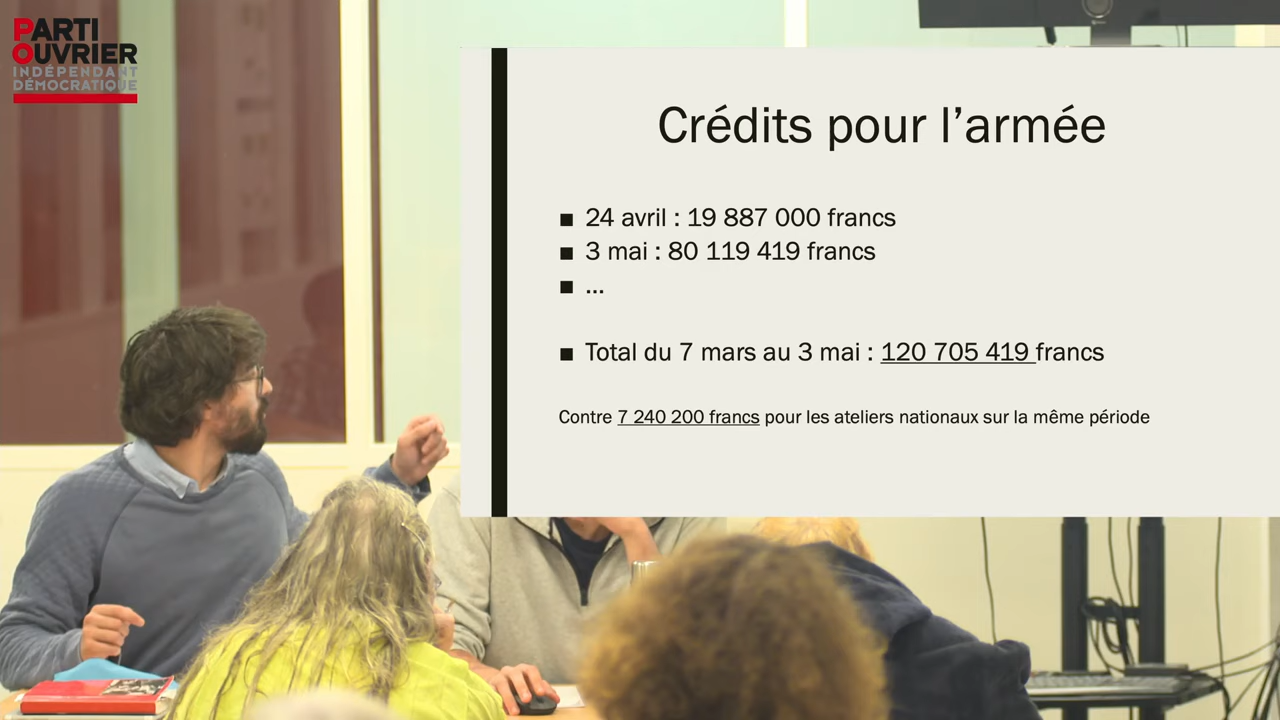 PARTI
OUVRIER
INDÉPENDANT
DÉMOCRATIQUE
Crédits pour l’armée
■ 24 avril : 19 887 000 francs
■ 3 mai : 80 119 419 francs
■ ...
■ Total du 7 mars au 3 mai : 120 705 419 francs
Contre 7 240 200 francs pour les ateliers nationaux sur la même période